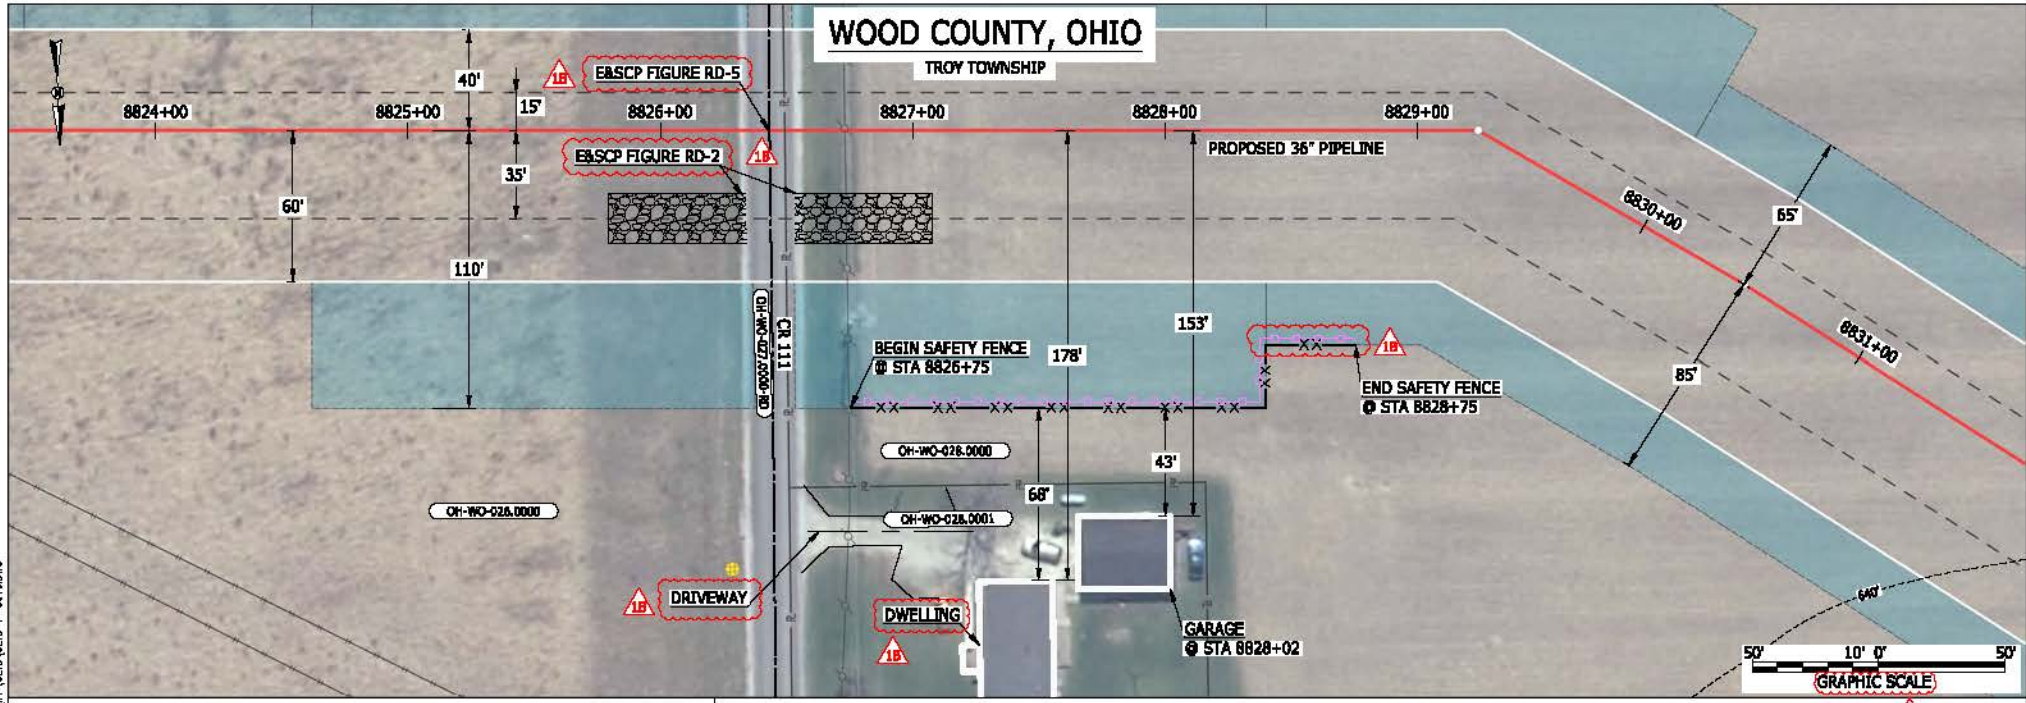 WOOD COUNTY, OHIO
TROY TOWNSHIP
40'
15'
1B
E&SCP FIGURE RD-5
8824+00
8825+00
8826+00
8827+00
8828+00
8829+00
E&SCP FIGURE RD-2
1B
PROPOSED 36" PIPELINE
35'
60'
110'
8830+00
65'
8831+00
85'
OH-WO-027.0000-RD
CR 111
BEGIN SAFETY FENCE
@ STA 8826+75
178'
153'
1B
END SAFETY FENCE
@ STA 8828+75
OH-WO-028.0000
43'
68'
OH-WO-026.0000
OH-WO-028.0001
1B
DRIVEWAY
DWELLING
1B
GARAGE
@ STA 8828+02
640'
50' 10' 0' 50'
GRAPHIC SCALE